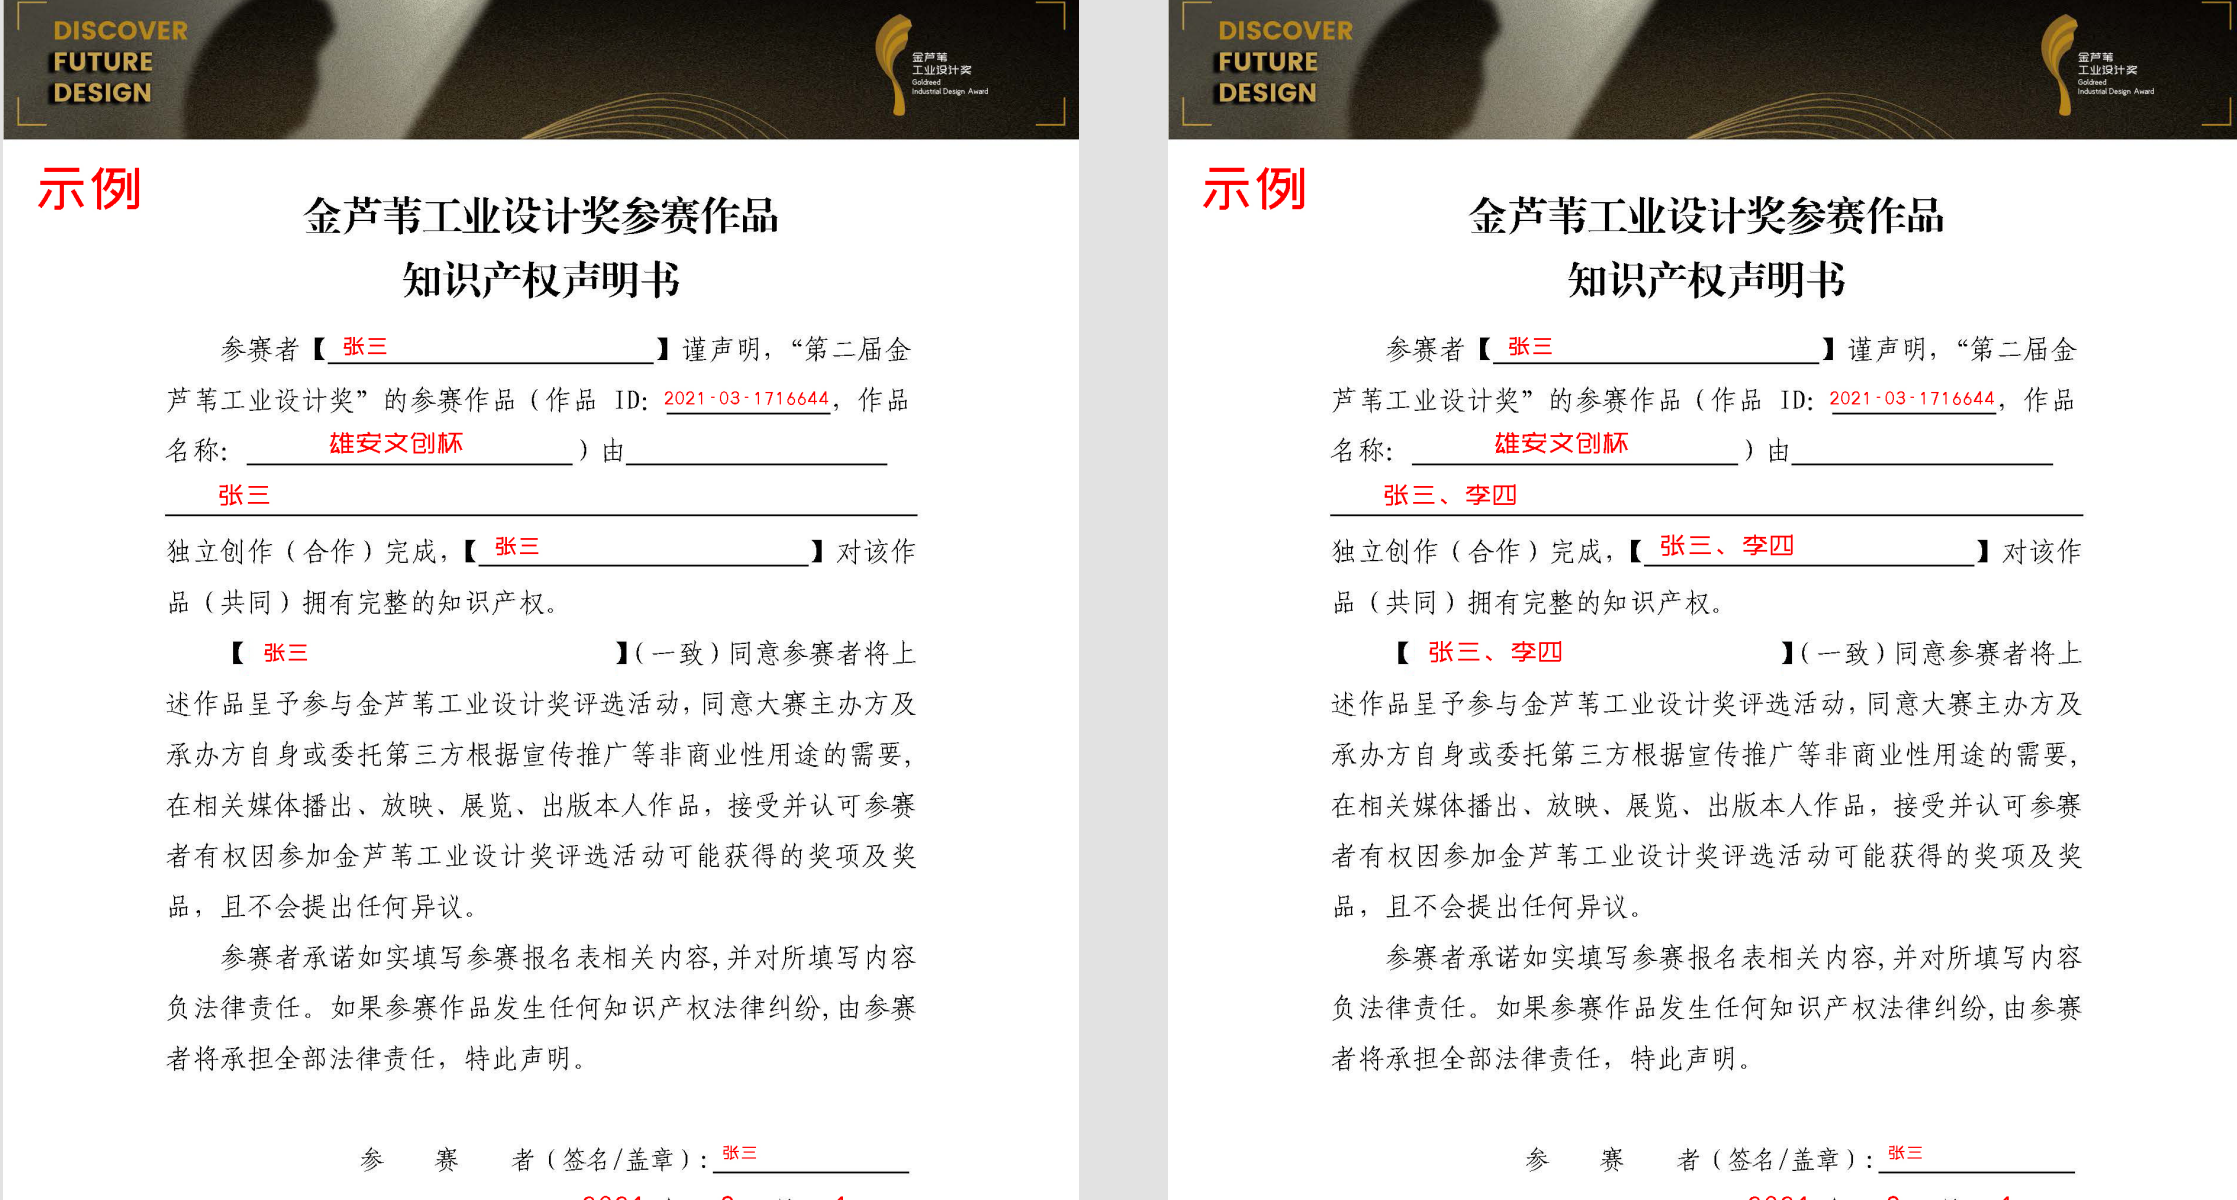 DISCOVER
FUTURE
DESIGN
金芦苇
工业设计奖
Goldreed
Industrial Design Award
示例
金芦苇工业设计奖参赛作品
知识产权声明书
参赛者【 张三 】谨声明，“第二届金
芦苇工业设计奖”的参赛作品（作品 ID: 2021-03-1716644，作品
名称: 雄安文创杯 ）由
张三
独立创作（合作）完成，【 张三 】对该作
品（共同）拥有完整的知识产权。
【 张三 】（一致）同意参赛者将上
述作品呈予参与金芦苇工业设计奖评选活动，同意大赛主办方及
承办方自身或委托第三方根据宣传推广等非商业性用途的需要，
在相关媒体播出、放映、展览、出版本人作品，接受并认可参赛
者有权因参加金芦苇工业设计奖评选活动可能获得的奖项及奖
品，且不会提出任何异议。
参赛者承诺如实填写参赛报名表相关内容,并对所填写内容
负法律责任。如果参赛作品发生任何知识产权法律纠纷,由参赛
者将承担全部法律责任，特此声明。
参 赛 者（签名/盖章）: 张三
DISCOVER
FUTURE
DESIGN
金芦苇
工业设计奖
Goldreed
Industrial Design Award
示例
金芦苇工业设计奖参赛作品
知识产权声明书
参赛者【 张三 】谨声明，“第二届金
芦苇工业设计奖”的参赛作品（作品 ID: 2021-03-1716644，作品
名称: 雄安文创杯 ）由
张三、李四
独立创作（合作）完成，【 张三、李四 】对该作
品（共同）拥有完整的知识产权。
【 张三、李四 】（一致）同意参赛者将上
述作品呈予参与金芦苇工业设计奖评选活动，同意大赛主办方及
承办方自身或委托第三方根据宣传推广等非商业性用途的需要，
在相关媒体播出、放映、展览、出版本人作品，接受并认可参赛
者有权因参加金芦苇工业设计奖评选活动可能获得的奖项及奖
品，且不会提出任何异议。
参赛者承诺如实填写参赛报名表相关内容,并对所填写内容
负法律责任。如果参赛作品发生任何知识产权法律纠纷,由参赛
者将承担全部法律责任，特此声明。
参 赛 者（签名/盖章）: 张三